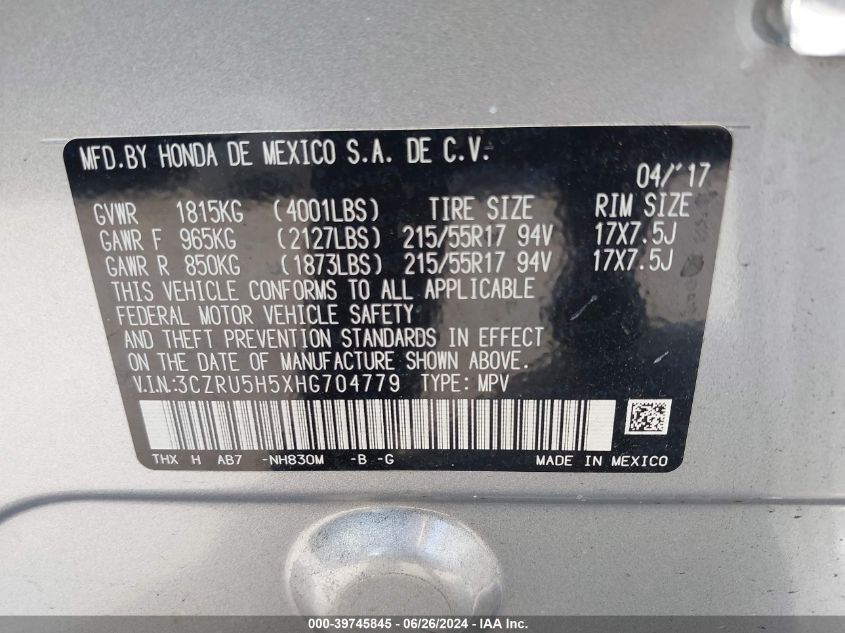 MFD.BY HONDA DE MEXICO S.A. DE C.V.
04/'17
GVWR 1815KG (4001LBS) TIRE SIZE RIM SIZE
GAWR F 965KG (2127LBS) 215/55R17 94V 17X7.5J
GAWR R 850KG (1873LBS) 215/55R17 94V 17X7.5J
THIS VEHICLE CONFORMS TO ALL APPLICABLE
FEDERAL MOTOR VEHICLE SAFETY
AND THEFT PREVENTION STANDARDS IN EFFECT
ON THE DATE OF MANUFACTURE SHOWN ABOVE.
V.I.N:3CZRU5H5XHG704779 TYPE: MPV
THX H AB7 -NH830M -B -G MADE IN MEXICO
000-39745845 - 06/26/2024 - IAA Inc.